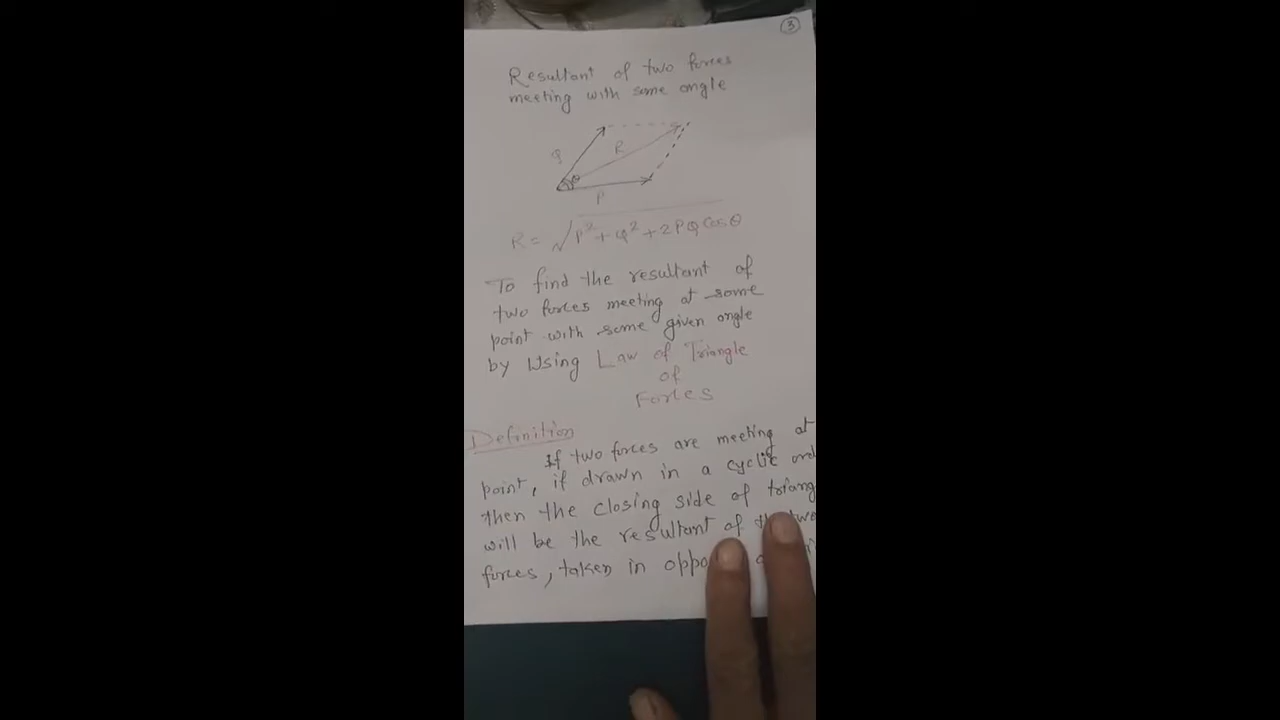 3
Resultant of two forces
meeting with some angle
Q
R
θ
P
R = √P² + Q² + 2PQ Cosθ
To find the resultant of
two forces meeting at some
point with some given angle
by Using Law of Triangle
of
Forces
Definition
If two forces are meeting at
point, if drawn in a cyclic ord
then the closing side of triang
will be the resultant of two
forces, taken in oppo